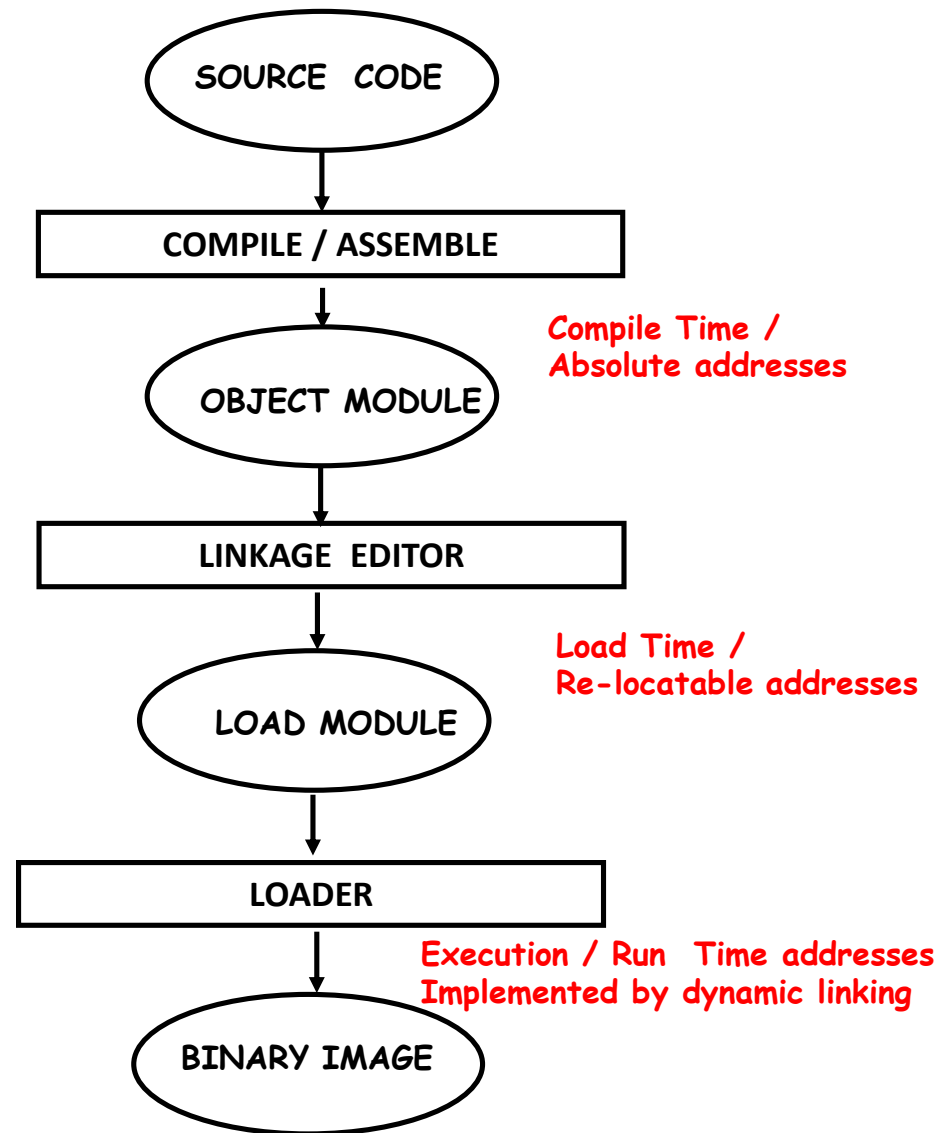 SOURCE CODE
COMPILE / ASSEMBLE
Compile Time /
Absolute addresses
OBJECT MODULE
LINKAGE EDITOR
Load Time /
Re-locatable addresses
LOAD MODULE
LOADER
Execution / Run Time addresses
Implemented by dynamic linking
BINARY IMAGE